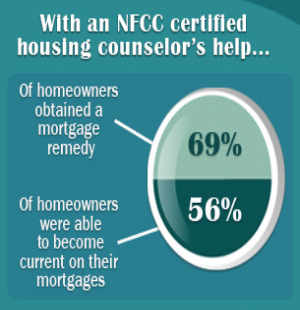 With an NFCC certified
housing counselor's help...
Of homeowners
obtained a
mortgage
remedy
69%
Of homeowners
were able
to become
current on their
mortgages
56%